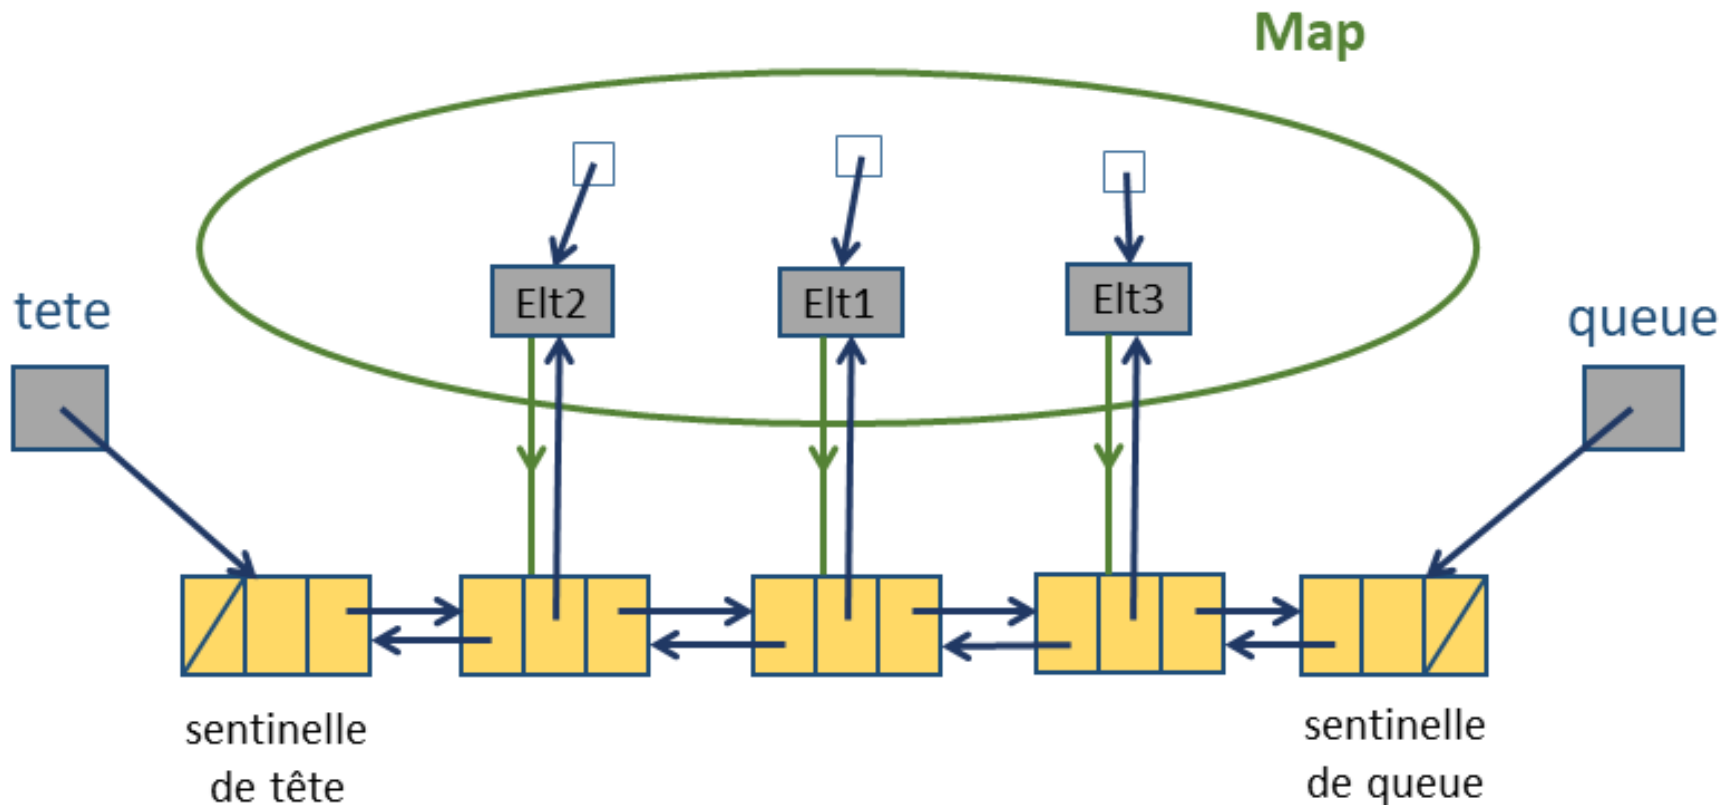 Map
Elt2
Elt1
Elt3
tete
queue
sentinelle
de tête
sentinelle
de queue